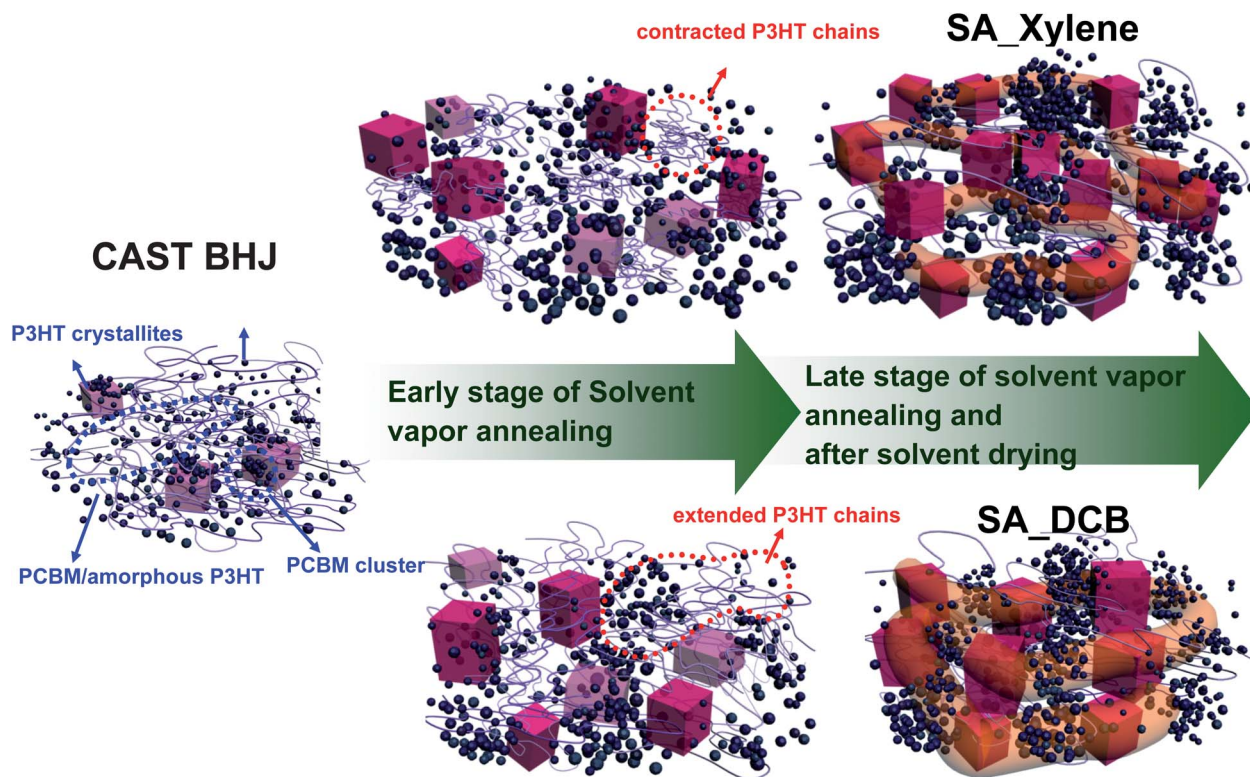 contracted P3HT chains
SA_Xylene
CAST BHJ
P3HT crystallites
Early stage of Solvent
vapor annealing
Late stage of solvent vapor
annealing and
after solvent drying
PCBM/amorphous P3HT
PCBM cluster
extended P3HT chains
SA_DCB